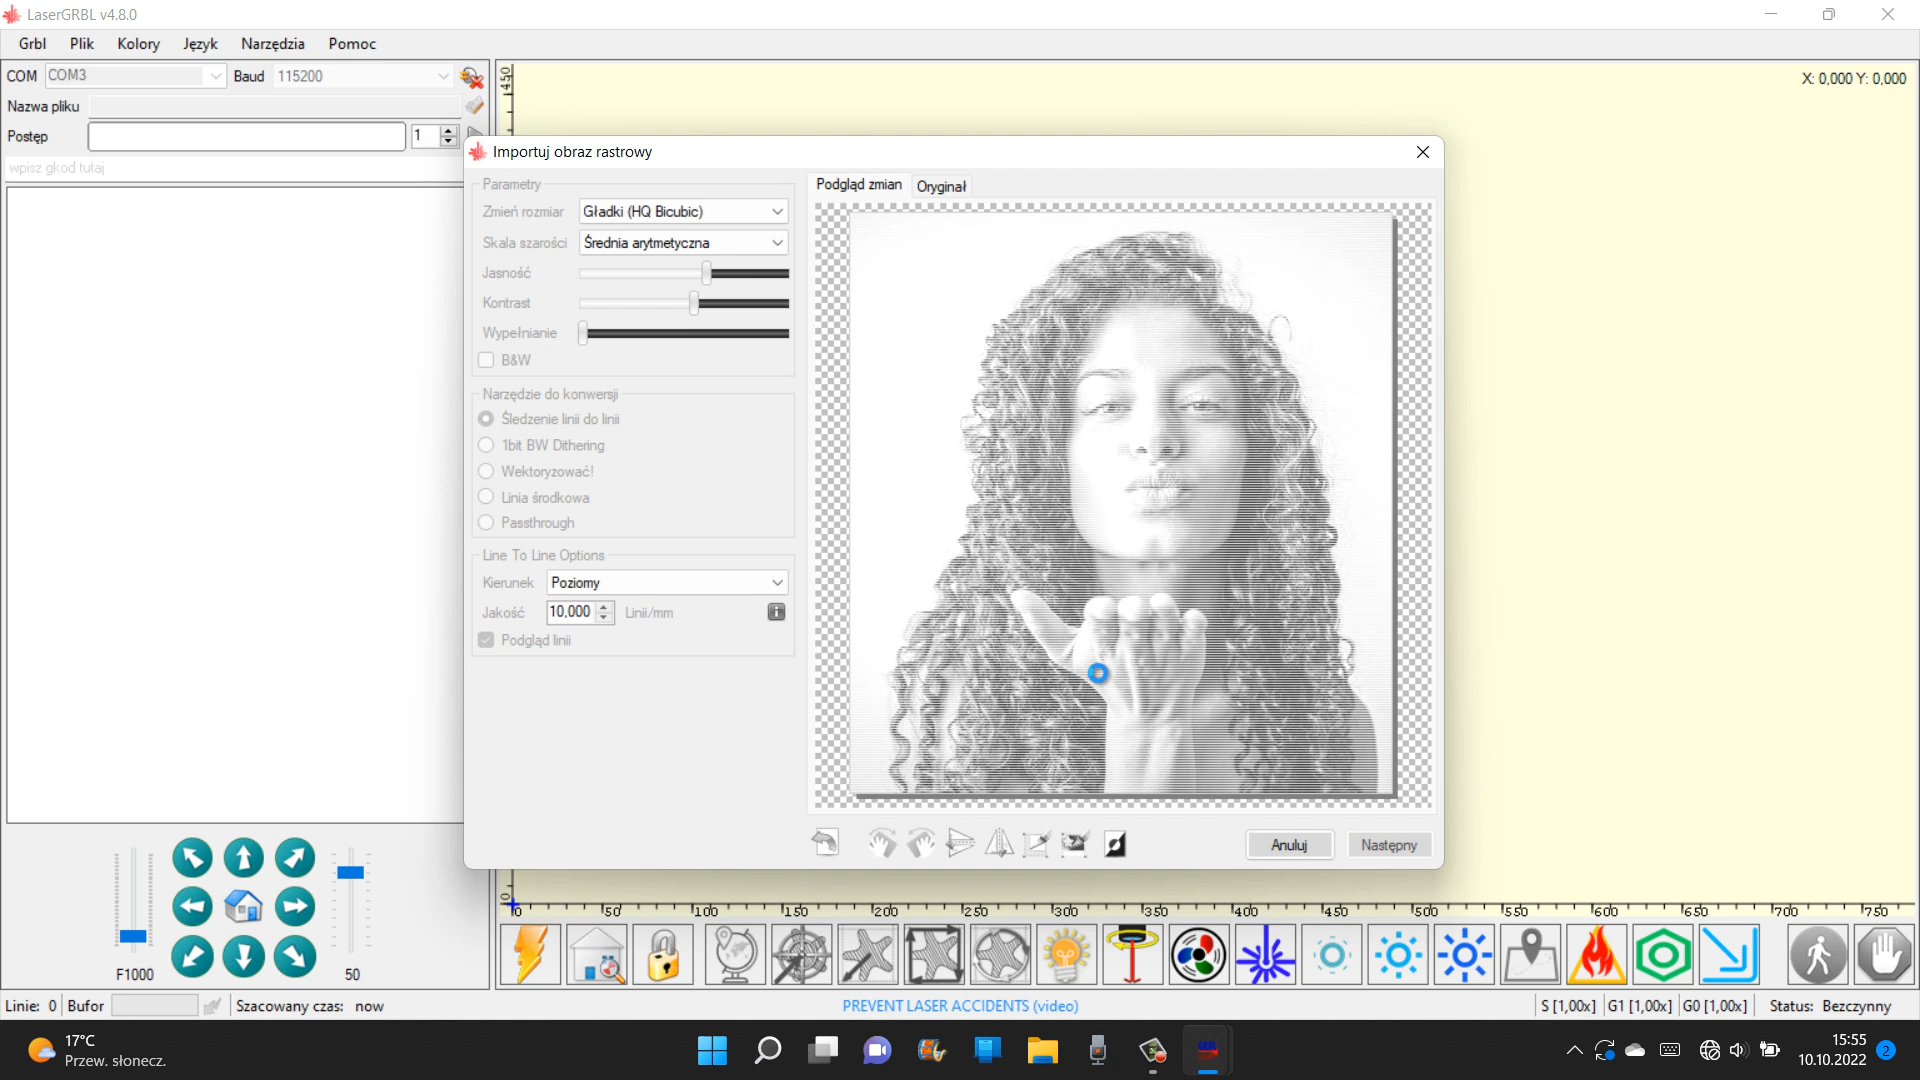 LaserGRBL v4.8.0
Grbl Plik Kolory Język Narzędzia Pomoc
COM COM3 Baud 115200
Nazwa pliku
Postęp 1
wpisz gkod tutaj
X: 0,000 Y: 0,000
Importuj obraz rastrowy
Parametry
Zmień rozmiar Gładki (HQ Bicubic)
Skala szarości Średnia arytmetyczna
Jasność
Kontrast
Wypełnianie
B&W
Narzędzie do konwersji
Śledzenie linii do linii
1bit BW Dithering
Wektoryzować!
Linia środkowa
Passthrough
Line To Line Options
Kierunek Poziomy
Jakość 10,000 Linii/mm
Podgląd linii
Podgląd zmian Oryginał
Anuluj Następny
450
0
0 50 100 150 200 250 300 350 400 450 500 550 600 650 700 750
F1000 50
Linie: 0 Bufor Szacowany czas: now
PREVENT LASER ACCIDENTS (video)
S [1,00x] G1 [1,00x] G0 [1,00x] Status: Bezczynny
17°C
Przew. słonecz.
GRBL
15:55
10.10.2022 2